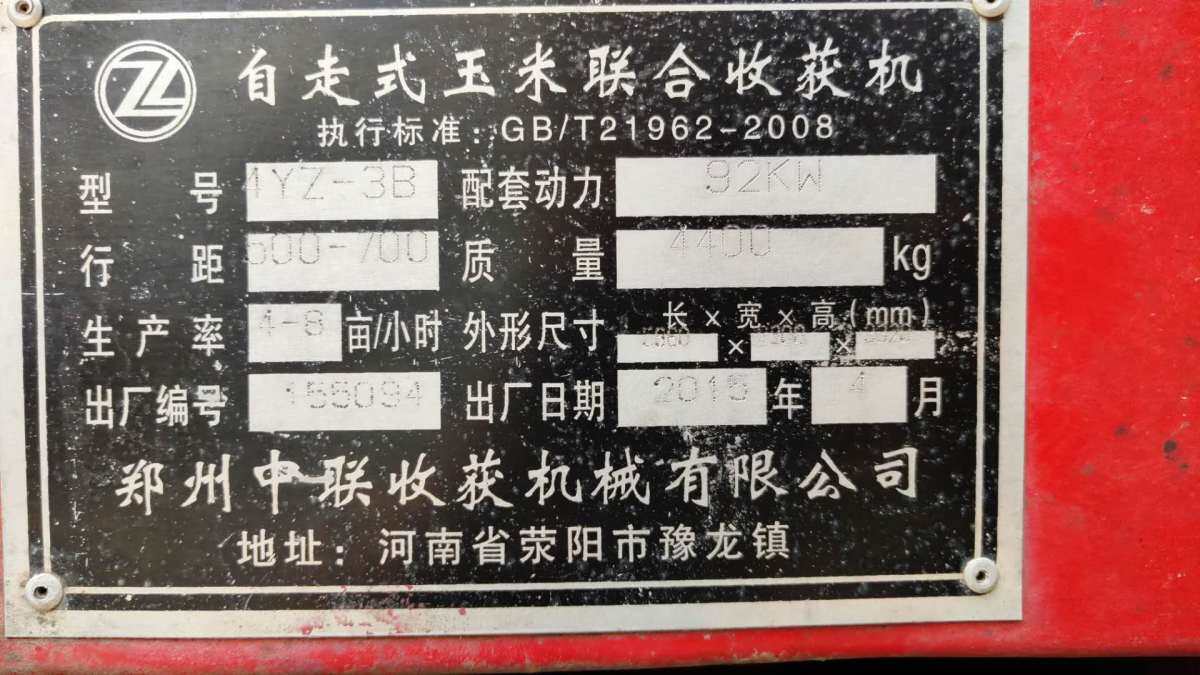 自走式玉米联合收获机
执行标准：GB/T21962-2008
型号 4YZ-3B 配套动力 92KW
行距 500-700 质量 4400 kg
生产率 4-8 亩/小时 外形尺寸 长×宽×高(mm)
× ×
出厂编号 155094 出厂日期 2015 年 4 月
郑州中联收获机械有限公司
地址：河南省荥阳市豫龙镇